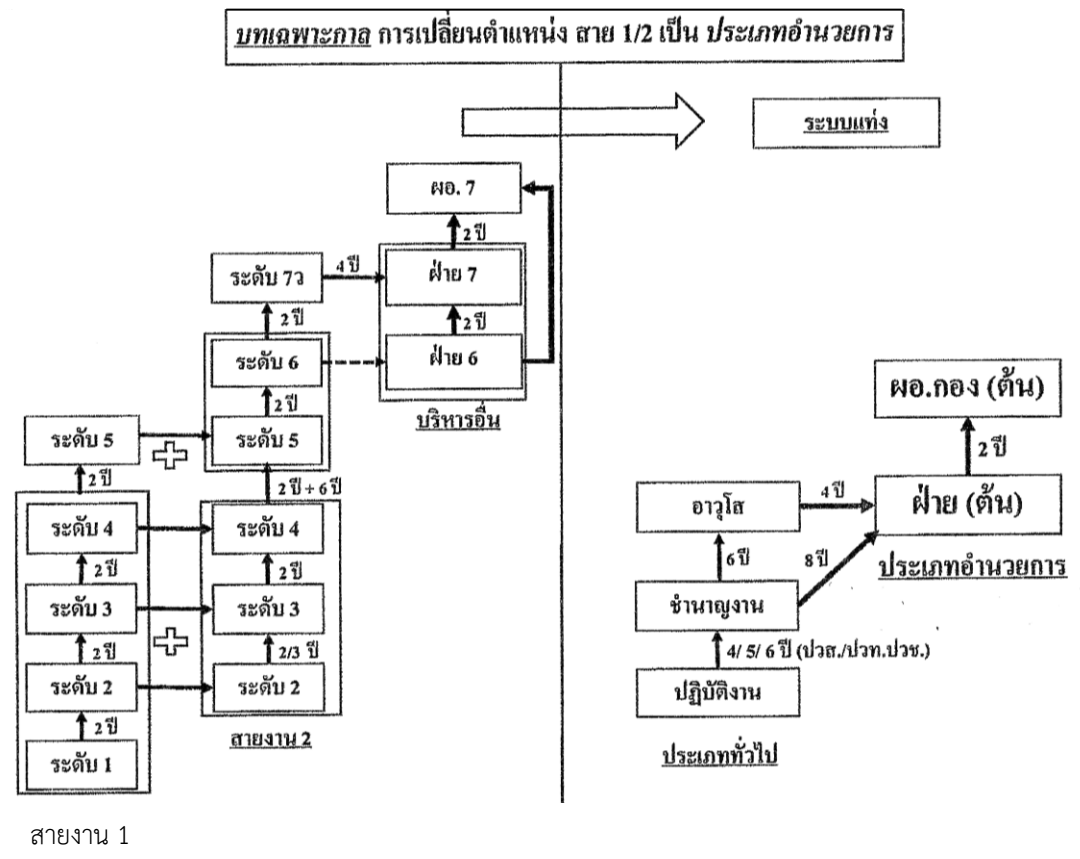 บทเฉพาะกาล การเปลี่ยนตำแหน่ง สาย 1/2 เป็น ประเภทอำนวยการ
ระบบแท่ง
ผอ. 7
2 ปี
ระดับ 7ว
4 ปี
ฝ่าย 7
2 ปี
2 ปี
ระดับ 6
ฝ่าย 6
บริหารอื่น
2 ปี
ระดับ 5
ระดับ 5
2 ปี
2 ปี + 6 ปี
ระดับ 4
ระดับ 4
2 ปี
2 ปี
ระดับ 3
ระดับ 3
2 ปี
2/3 ปี
ระดับ 2
ระดับ 2
2 ปี
สายงาน 2
ระดับ 1
สายงาน 1
ผอ.กอง (ต้น)
2 ปี
อาวุโส
4 ปี
ฝ่าย (ต้น)
6 ปี
8 ปี
ประเภทอำนวยการ
ชำนาญงาน
4/ 5/ 6 ปี (ปวส./ปวท.ปวช.)
ปฏิบัติงาน
ประเภททั่วไป